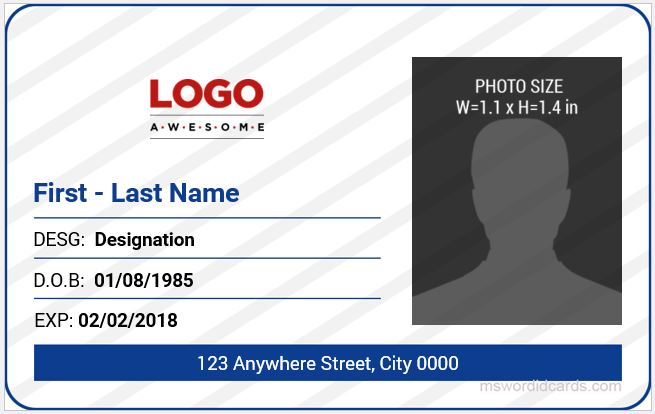 LOGO
A•W•E•S•O•M•E
PHOTO SIZE
W=1.1 x H=1.4 in
First - Last Name
DESG: Designation
D.O.B: 01/08/1985
EXP: 02/02/2018
123 Anywhere Street, City 0000
mswordidcards.com